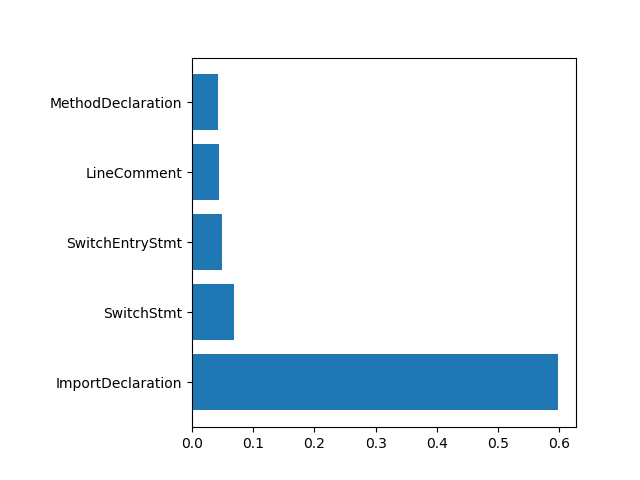 MethodDeclaration
LineComment
SwitchEntryStmt
SwitchStmt
ImportDeclaration
0.0 0.1 0.2 0.3 0.4 0.5 0.6